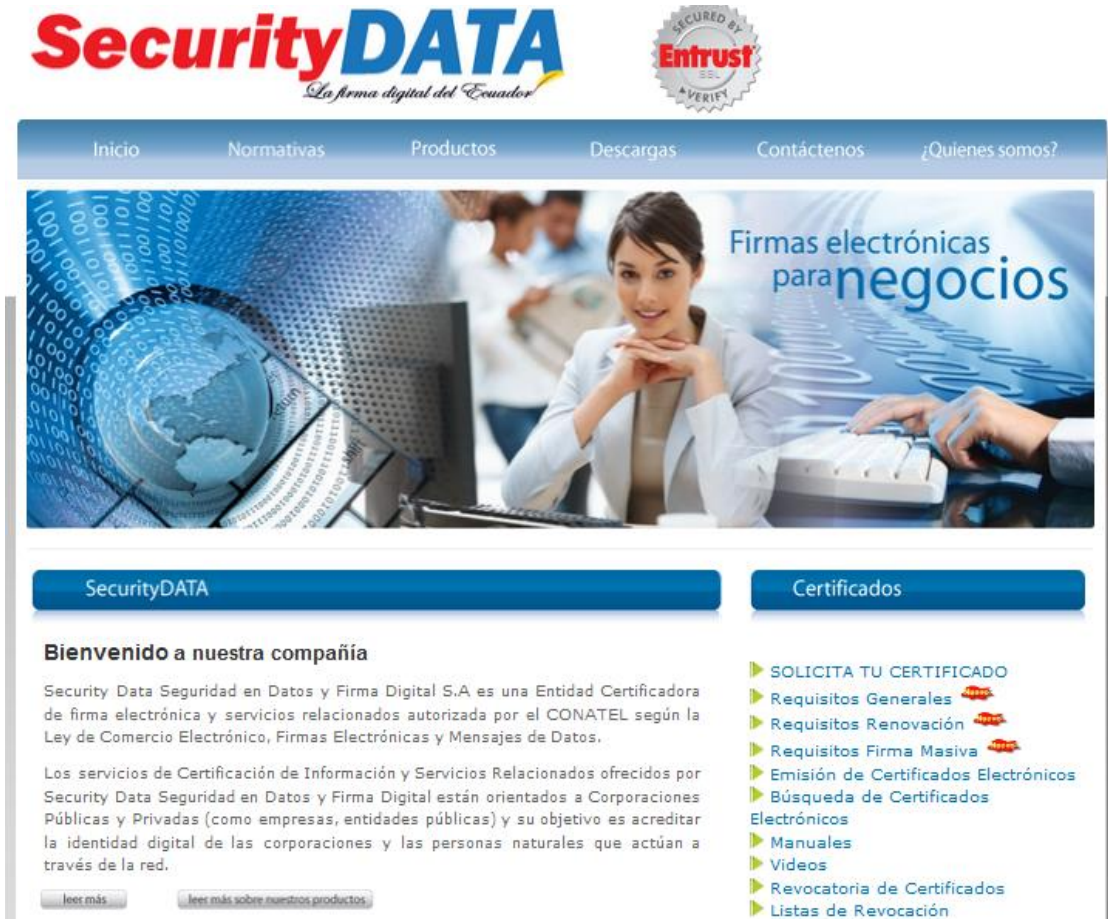 SecurityDATA
La firma digital del Ecuador
SECURED BY
Entrust
SSL
VERIFY
Inicio Normativas Productos Descargas Contáctenos ¿Quienes somos?
Firmas electrónicas
para negocios
SecurityDATA
Bienvenido a nuestra compañía
Security Data Seguridad en Datos y Firma Digital S.A es una Entidad Certificadora
de firma electrónica y servicios relacionados autorizada por el CONATEL según la
Ley de Comercio Electrónico, Firmas Electrónicas y Mensajes de Datos.
Los servicios de Certificación de Información y Servicios Relacionados ofrecidos por
Security Data Seguridad en Datos y Firma Digital están orientados a Corporaciones
Públicas y Privadas (como empresas, entidades públicas) y su objetivo es acreditar
la identidad digital de las corporaciones y las personas naturales que actúan a
través de la red.
leer más leer más sobre nuestros productos
Certificados
SOLICITA TU CERTIFICADO
Requisitos Generales Nuevo
Requisitos Renovación Nuevo
Requisitos Firma Masiva Nuevo
Emisión de Certificados Electrónicos
Búsqueda de Certificados
Electrónicos
Manuales
Videos
Revocatoria de Certificados
Listas de Revocación